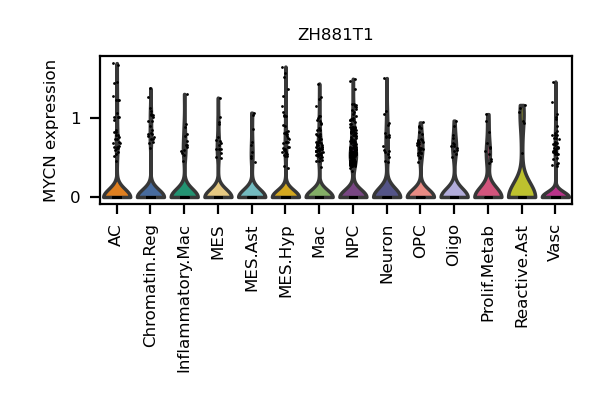 ZH881T1
MYCN expression
1
0
AC
Chromatin.Reg
Inflammatory.Mac
MES
MES.Ast
MES.Hyp
Mac
NPC
Neuron
OPC
Oligo
Prolif.Metab
Reactive.Ast
Vasc